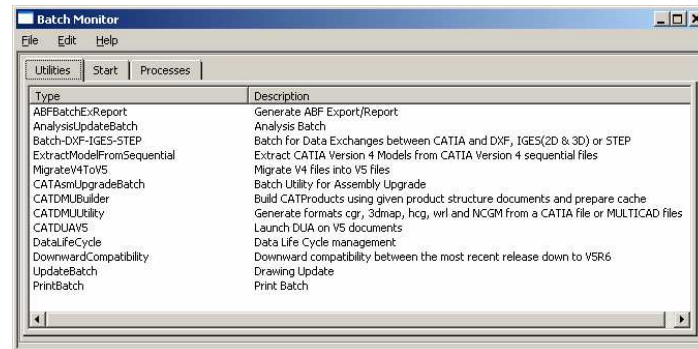 Batch Monitor
File Edit Help
Utilities Start Processes
Type Description
ABFBatchExReport Generate ABF Export/Report
AnalysisUpdateBatch Analysis Batch
Batch-DXF-IGES-STEP Batch for Data Exchanges between CATIA and DXF, IGES(2D & 3D) or STEP
ExtractModelFromSequential Extract CATIA Version 4 Models from CATIA Version 4 sequential files
MigrateV4ToV5 Migrate V4 files into V5 files
CATAsmUpgradeBatch Batch Utility for Assembly Upgrade
CATDMUBuilder Build CATProducts using given product structure documents and prepare cache
CATDMUUtility Generate formats cgr, 3dmap, hcg, wrl and NCGM from a CATIA file or MULTICAD files
CATDUAV5 Launch DUA on V5 documents
DataLifeCycle Data Life Cycle management
DownwardCompatibility Downward compatibility between the most recent release down to V5R6
UpdateBatch Drawing Update
PrintBatch Print Batch